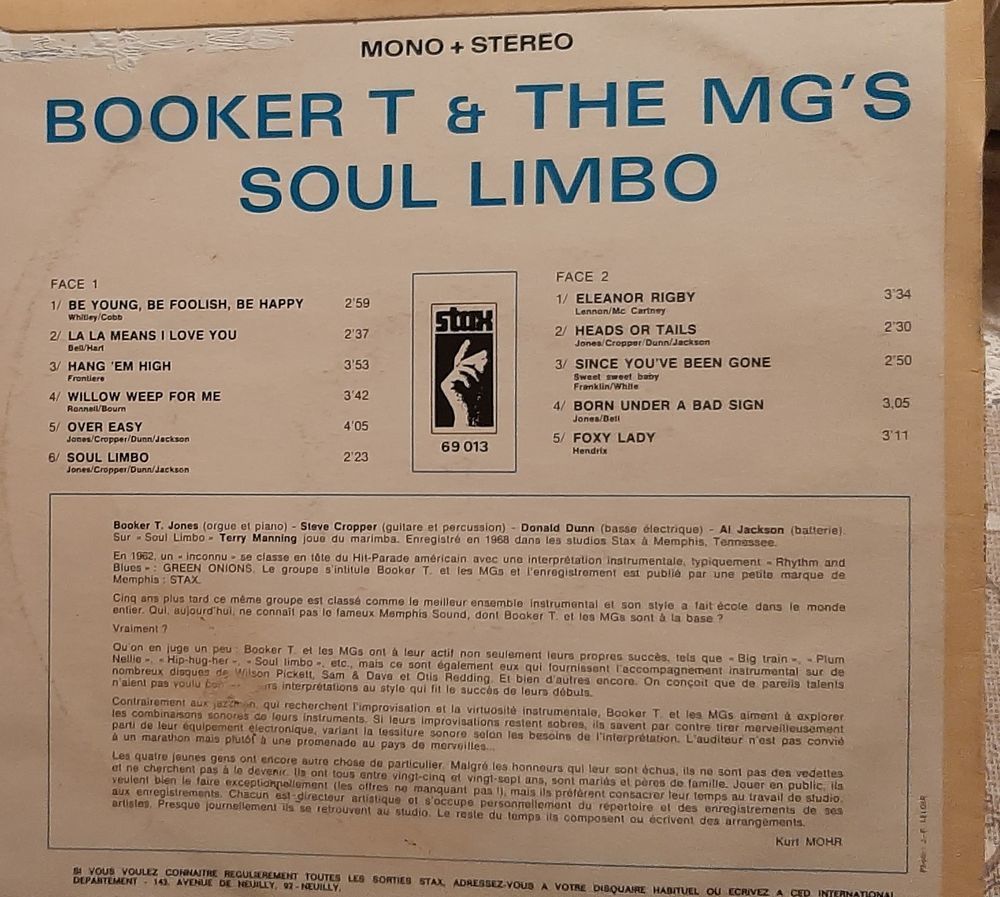 MONO + STEREO
BOOKER T & THE MG'S
SOUL LIMBO
FACE 1
1/ BE YOUNG, BE FOOLISH, BE HAPPY 2'59
Whitley/Cobb
2/ LA LA MEANS I LOVE YOU 2'37
Bell/Hart
3/ HANG 'EM HIGH 3'53
Frontiere
4/ WILLOW WEEP FOR ME 3'42
Ronnell/Bourn
5/ OVER EASY 4'05
Jones/Cropper/Dunn/Jackson
6/ SOUL LIMBO 2'23
Jones/Cropper/Dunn/Jackson
stax
69 013
FACE 2
1/ ELEANOR RIGBY 3'34
Lennon/Mc Cartney
2/ HEADS OR TAILS 2'30
Jones/Cropper/Dunn/Jackson
3/ SINCE YOU'VE BEEN GONE 2'50
Sweet sweet baby
Franklin/White
4/ BORN UNDER A BAD SIGN 3,05
Jones/Bell
5/ FOXY LADY 3'11
Hendrix
Booker T. Jones (orgue et piano) - Steve Cropper (guitare et percussion) - Donald Dunn (basse électrique) - Al Jackson (batterie).
Sur « Soul Limbo » Terry Manning joue du marimba. Enregistré en 1968 dans les studios Stax à Memphis, Tennessee.
En 1962, un « inconnu » se classe en tête du Hit-Parade américain avec une interprétation instrumentale, typiquement « Rhythm and
Blues » : GREEN ONIONS. Le groupe s'intitule Booker T. et les MGs et l'enregistrement est publié par une petite marque de
Memphis : STAX.
Cinq ans plus tard ce même groupe est classé comme le meilleur ensemble instrumental et son style a fait école dans le monde
entier. Qui, aujourd'hui, ne connaît pas le fameux Memphis Sound, dont Booker T. et les MGs sont à la base ?
Vraiment ?
Qu'on en juge un peu : Booker T. et les MGs ont à leur actif non seulement leurs propres succès, tels que « Big train », « Plum
Nellie », « Hip-hug-her », « Soul limbo », etc., mais ce sont également eux qui fournissent l'accompagnement instrumental sur de
nombreux disques de Wilson Pickett, Sam & Dave et Otis Redding. Et bien d'autres encore. On conçoit que de pareils talents
n'aient pas voulu interprétations au style qui fit le succès de leurs débuts.
Contrairement aux jazzmen, qui recherchent l'improvisation et la virtuosité instrumentale, Booker T. et les MGs aiment à explorer
les combinaisons sonores de leurs instruments. Si leurs improvisations restent sobres, ils savent par contre tirer merveilleusement
parti de leur équipement électronique, variant la tessiture sonore selon les besoins de l'interprétation. L'auditeur n'est pas convié
à un marathon mais plutôt à une promenade au pays de merveilles...
Les quatre jeunes gens ont encore autre chose de particulier. Malgré les honneurs qui leur sont échus, ils ne sont pas des vedettes
et ne cherchent pas à le devenir. Ils ont tous entre vingt-cinq et vingt-sept ans, sont mariés et pères de famille. Jouer en public, ils
veulent bien le faire exceptionnellement (les offres ne manquant pas !), mais ils préfèrent consacrer leur temps au travail de studio,
aux enregistrements. Chacun est directeur artistique et s'occupe personnellement du répertoire et des enregistrements de ses
artistes. Presque journellement ils se retrouvent au studio. Le reste du temps ils composent ou écrivent des arrangements.
Kurt MOHR
Photo : J.-P. LELOIR
SI VOUS VOULEZ CONNAITRE REGULIEREMENT TOUTES LES SORTIES STAX, ADRESSEZ-VOUS A VOTRE DISQUAIRE HABITUEL OU ECRIVEZ A CED INTERNATIONAL
DEPARTEMENT - 143, AVENUE DE NEUILLY, 92 - NEUILLY.